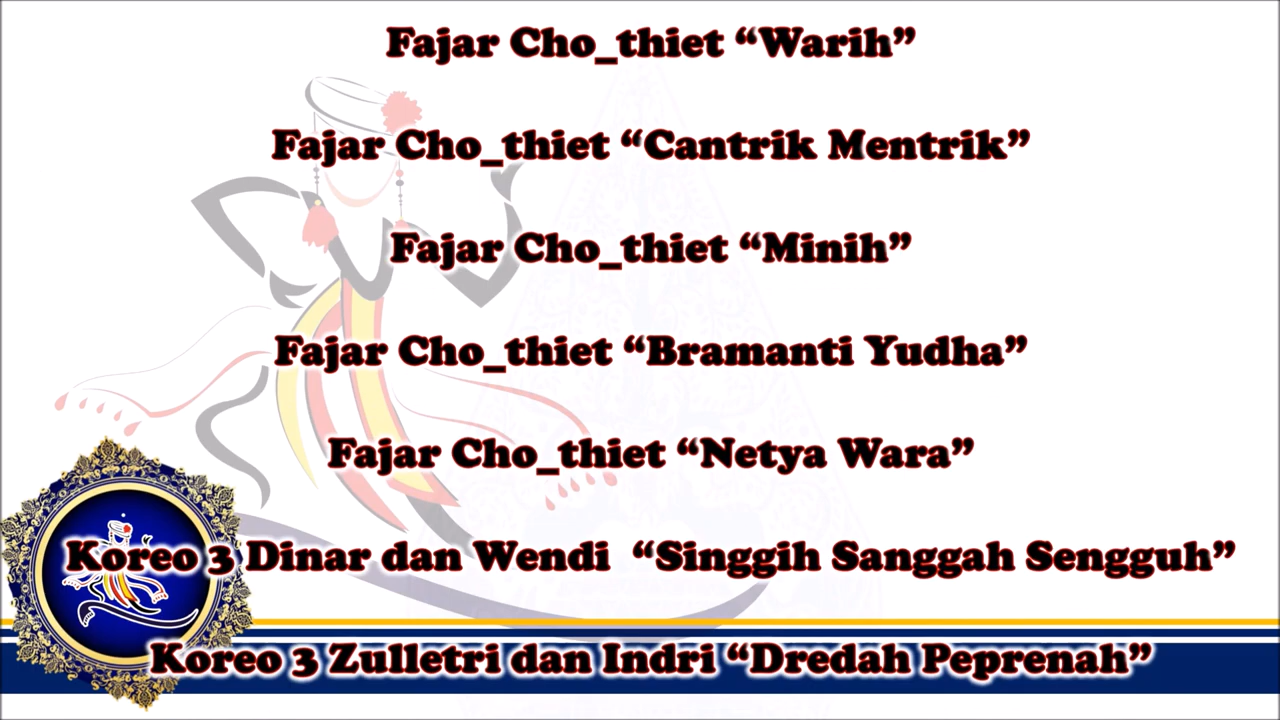 Fajar Cho_thiet “Warih”
Fajar Cho_thiet “Cantrik Mentrik”
Fajar Cho_thiet “Minih”
Fajar Cho_thiet “Bramanti Yudha”
Fajar Cho_thiet “Netya Wara”
Koreo 3 Dinar dan Wendi “Singgih Sanggah Sengguh”
Koreo 3 Zulletri dan Indri “Dredah Peprenah”